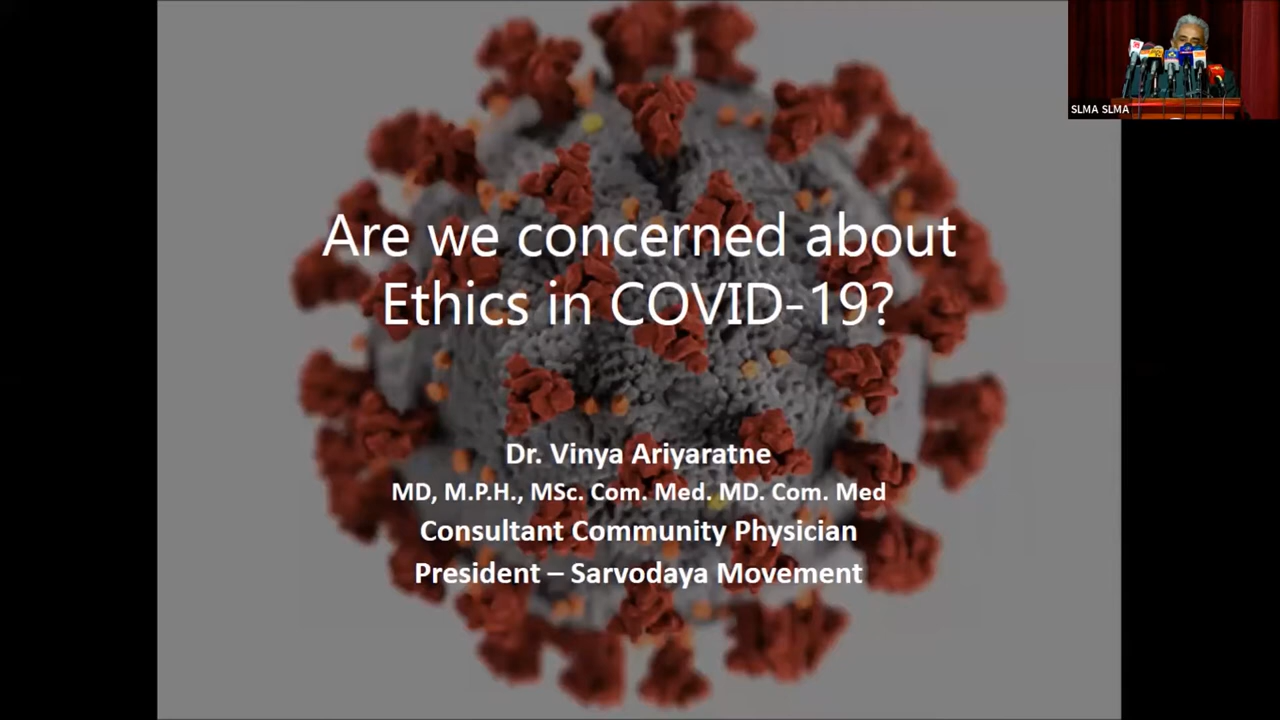 Are we concerned about
Ethics in COVID-19?
Dr. Vinya Ariyaratne
MD, M.P.H., MSc. Com. Med. MD. Com. Med
Consultant Community Physician
President – Sarvodaya Movement
SLMA SLMA